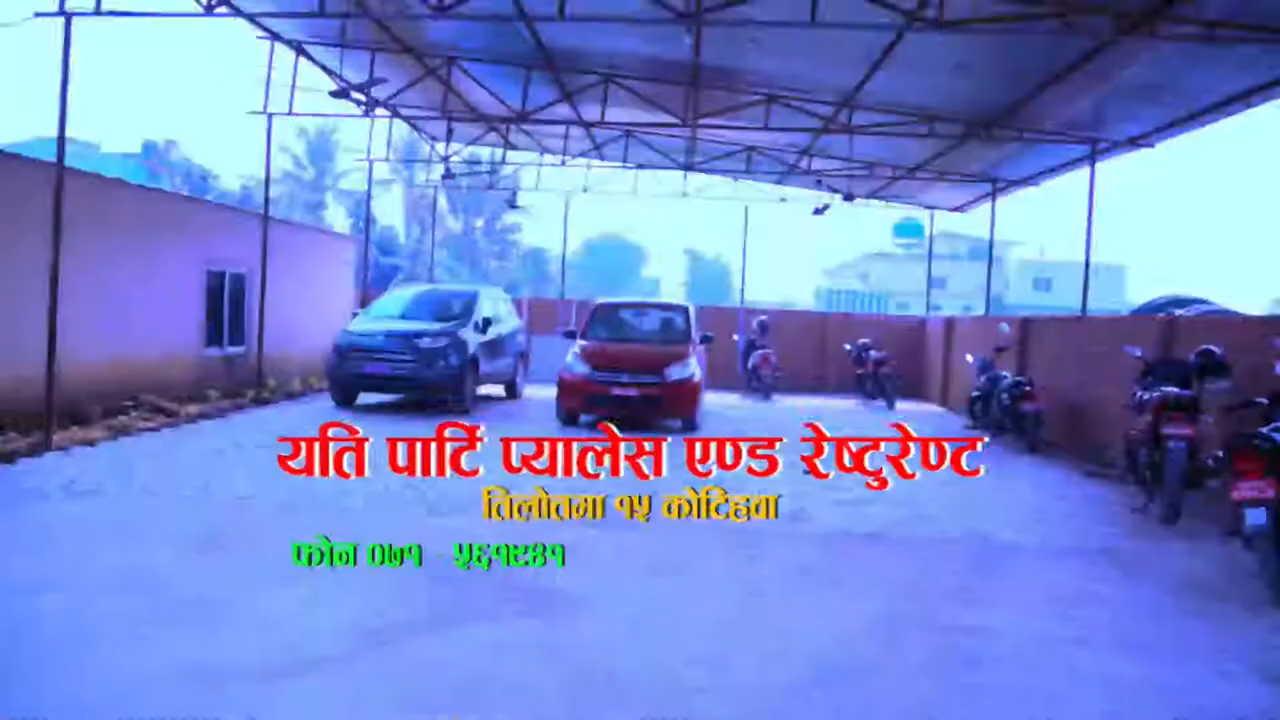 यति पार्टि प्यालेस एण्ड रेष्टुरेण्ट
तिलोतमा १५ कोटिहवा
फोन ०७१ - ५६१९४१